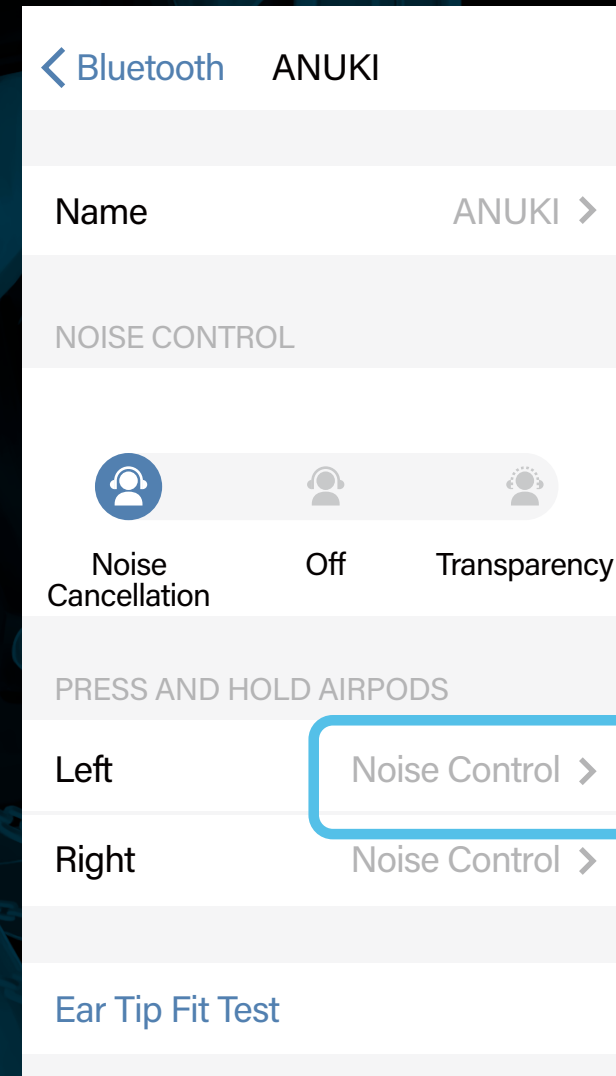 Bluetooth ANUKI
Name ANUKI
NOISE CONTROL
Noise Cancellation Off Transparency
PRESS AND HOLD AIRPODS
Left Noise Control
Right Noise Control
Ear Tip Fit Test